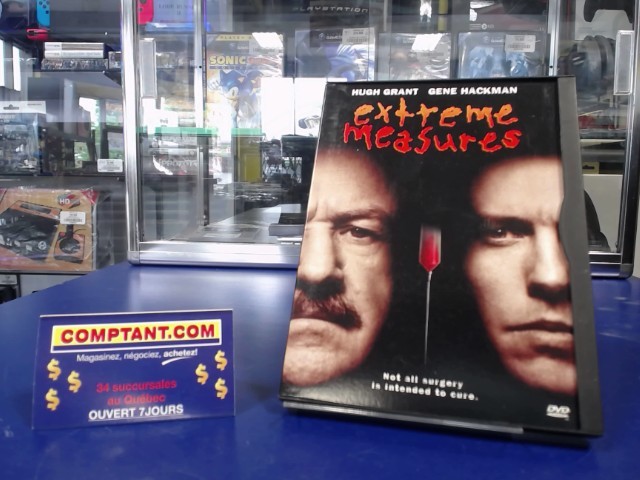 SONIC
HUGH GRANT GENE HACKMAN
extreme
measures
Not all surgery
is intended to cure.
DVD
COMPTANT.COM
Magasinez, négociez, achetez!
34 succursales
au Québec
OUVERT 7JOURS